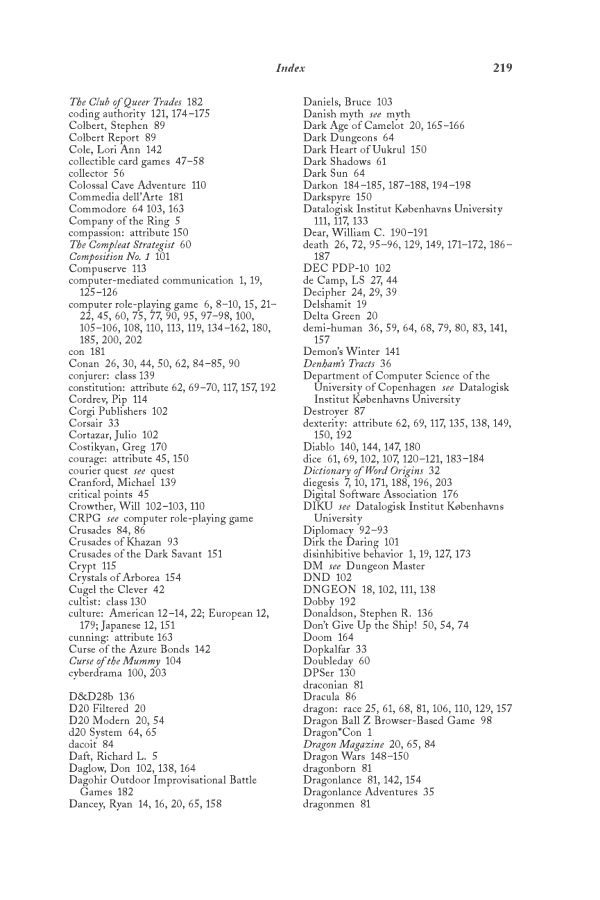 Index 219
The Club of Queer Trades 182
coding authority 121, 174–175
Colbert, Stephen 89
Colbert Report 89
Cole, Lori Ann 142
collectible card games 47–58
collector 56
Colossal Cave Adventure 110
Commedia dell'Arte 181
Commodore 64 103, 163
Company of the Ring 5
compassion: attribute 150
The Compleat Strategist 60
Composition No. 1 101
Compuserve 113
computer-mediated communication 1, 19,
125–126
computer role-playing game 6, 8–10, 15, 21–
22, 45, 60, 75, 77, 90, 95, 97–98, 100,
105–106, 108, 110, 113, 119, 134–162, 180,
185, 200, 202
con 181
Conan 26, 30, 44, 50, 62, 84–85, 90
conjurer: class 139
constitution: attribute 62, 69–70, 117, 157, 192
Cordrev, Pip 114
Corgi Publishers 102
Corsair 33
Cortazar, Julio 102
Costikyan, Greg 170
courage: attribute 45, 150
courier quest see quest
Cranford, Michael 139
critical points 45
Crowther, Will 102–103, 110
CRPG see computer role-playing game
Crusades 84, 86
Crusades of Khazan 93
Crusades of the Dark Savant 151
Crypt 115
Crystals of Arborea 154
Cugel the Clever 42
cultist: class 130
culture: American 12–14, 22; European 12,
179; Japanese 12, 151
cunning: attribute 163
Curse of the Azure Bonds 142
Curse of the Mummy 104
cyberdrama 100, 203
D&D28b 136
D20 Filtered 20
D20 Modern 20, 54
d20 System 64, 65
dacoit 84
Daft, Richard L. 5
Daglow, Don 102, 138, 164
Dagohir Outdoor Improvisational Battle
Games 182
Dancey, Ryan 14, 16, 20, 65, 158
Daniels, Bruce 103
Danish myth see myth
Dark Age of Camelot 20, 165–166
Dark Dungeons 64
Dark Heart of Uukrul 150
Dark Shadows 61
Dark Sun 64
Darkon 184–185, 187–188, 194–198
Darkspyre 150
Datalogisk Institut Københavns University
111, 117, 133
Dear, William C. 190–191
death 26, 72, 95–96, 129, 149, 171–172, 186–
187
DEC PDP-10 102
de Camp, LS 27, 44
Decipher 24, 29, 39
Delshamit 19
Delta Green 20
demi-human 36, 59, 64, 68, 79, 80, 83, 141,
157
Demon's Winter 141
Denham's Tracts 36
Department of Computer Science of the
University of Copenhagen see Datalogisk
Institut Københavns University
Destroyer 87
dexterity: attribute 62, 69, 117, 135, 138, 149,
150, 192
Diablo 140, 144, 147, 180
dice 61, 69, 102, 107, 120–121, 183–184
Dictionary of Word Origins 32
diegesis 7, 10, 171, 188, 196, 203
Digital Software Association 176
DIKU see Datalogisk Institut Københavns
University
Diplomacy 92–93
Dirk the Daring 101
disinhibitive behavior 1, 19, 127, 173
DM see Dungeon Master
DND 102
DNGEON 18, 102, 111, 138
Dobby 192
Donaldson, Stephen R. 136
Don't Give Up the Ship! 50, 54, 74
Doom 164
Dopkalfar 33
Doubleday 60
DPSer 130
draconian 81
Dracula 86
dragon: race 25, 61, 68, 81, 106, 110, 129, 157
Dragon Ball Z Browser-Based Game 98
Dragon*Con 1
Dragon Magazine 20, 65, 84
Dragon Wars 148–150
dragonborn 81
Dragonlance 81, 142, 154
Dragonlance Adventures 35
dragonmen 81